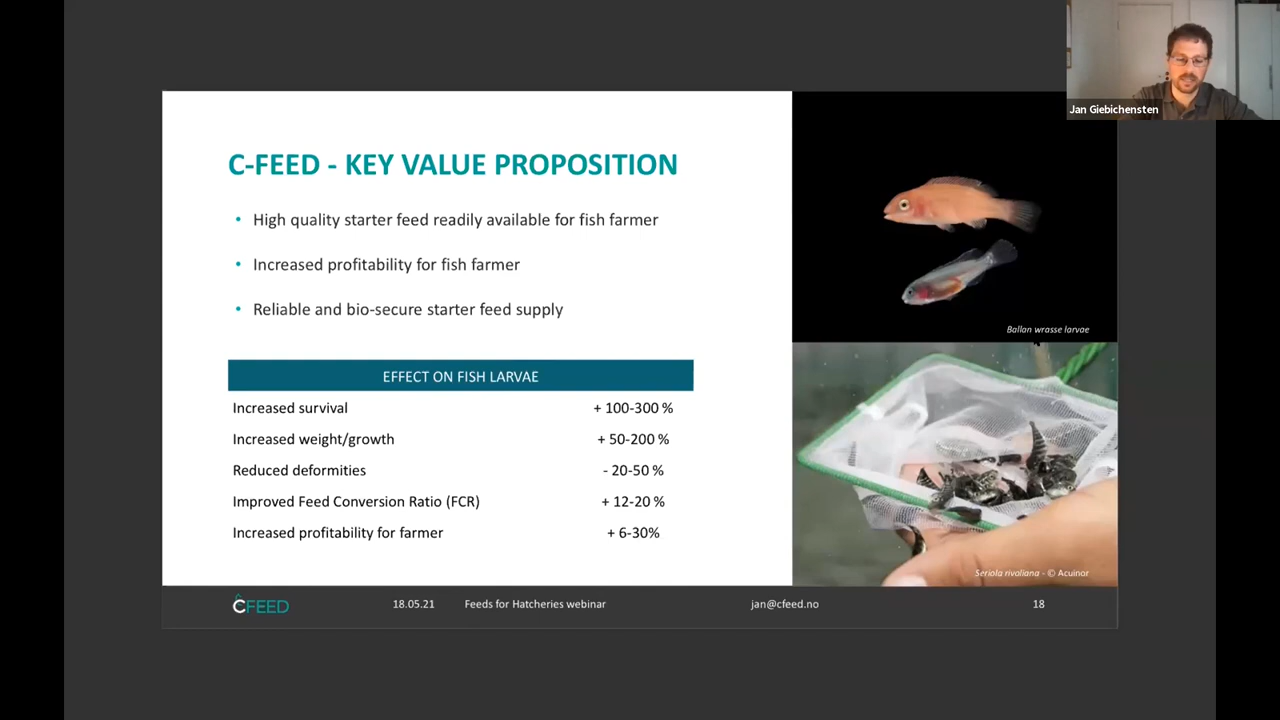 Jan Giebichensten
C-FEED - KEY VALUE PROPOSITION
• High quality starter feed readily available for fish farmer
• Increased profitability for fish farmer
• Reliable and bio-secure starter feed supply
EFFECT ON FISH LARVAE
Increased survival + 100-300 %
Increased weight/growth + 50-200 %
Reduced deformities - 20-50 %
Improved Feed Conversion Ratio (FCR) + 12-20 %
Increased profitability for farmer + 6-30%
Ballan wrasse larvae
Seriola rivoliana - © Acuinor
CFEED 18.05.21 Feeds for Hatcheries webinar jan@cfeed.no 18